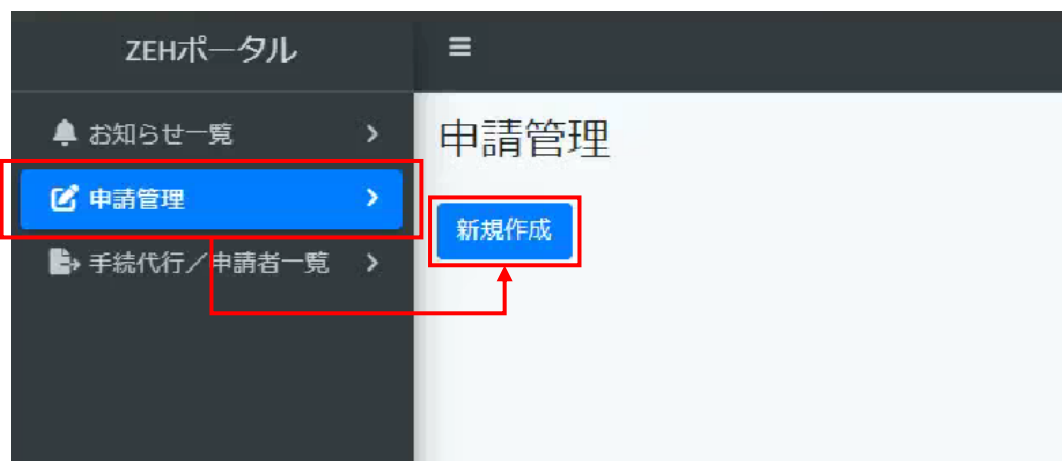 ZEHポータル
お知らせ一覧
申請管理
手続代行／申請者一覧
申請管理
新規作成